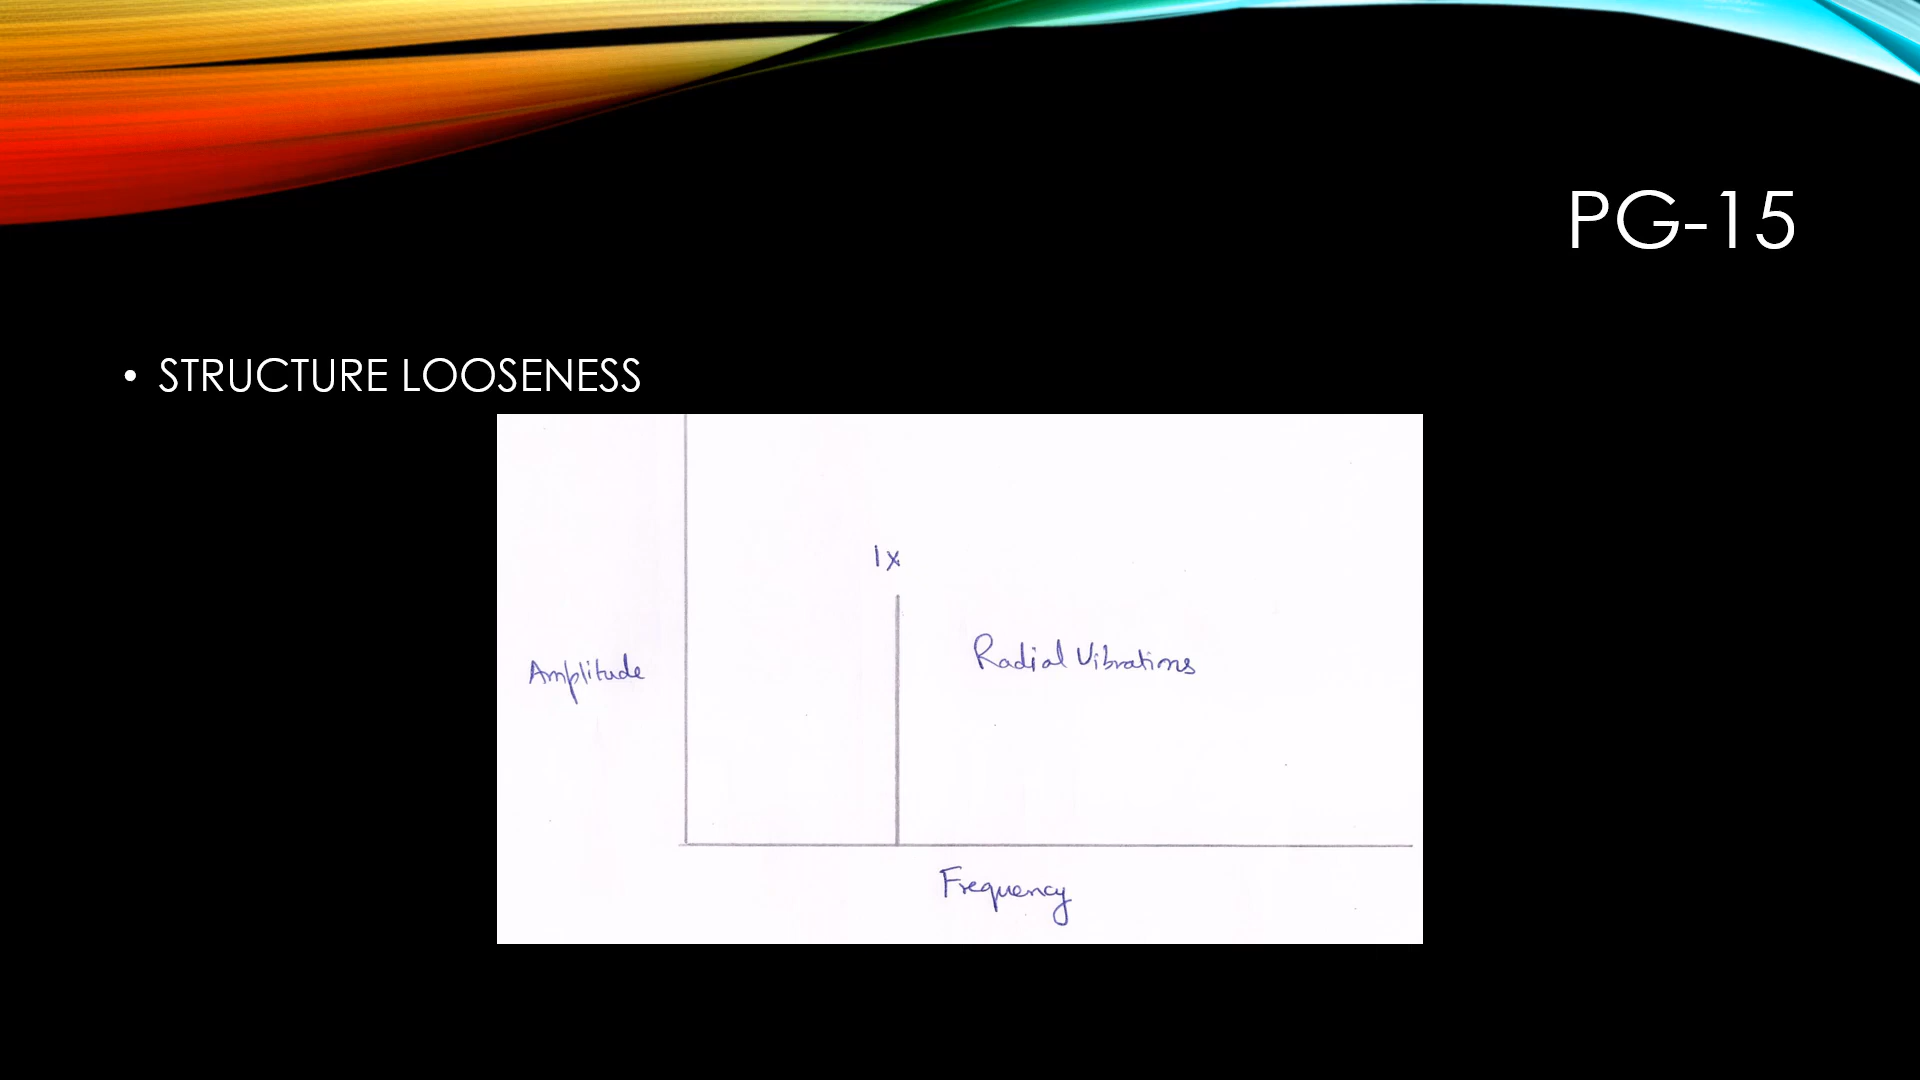 PG-15
• STRUCTURE LOOSENESS
1x
Radial Vibrations
Amplitude
Frequency